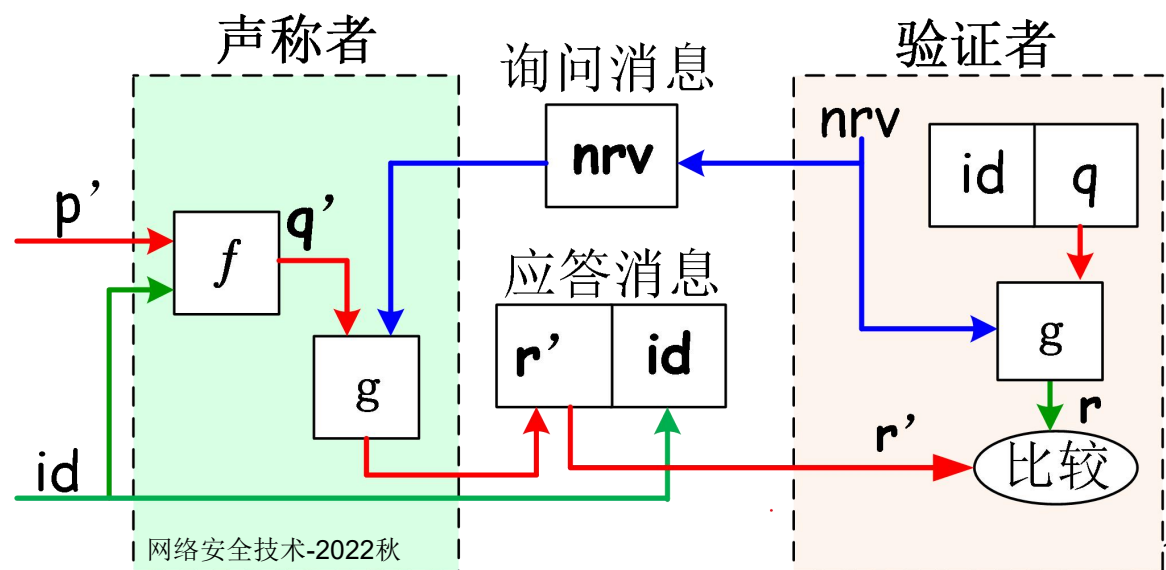 声称者
验证者
询问消息
nrv
nrv
id q
p’
f
q’
应答消息
r’ id
g
g
r
r’
比较
id
网络安全技术-2022秋